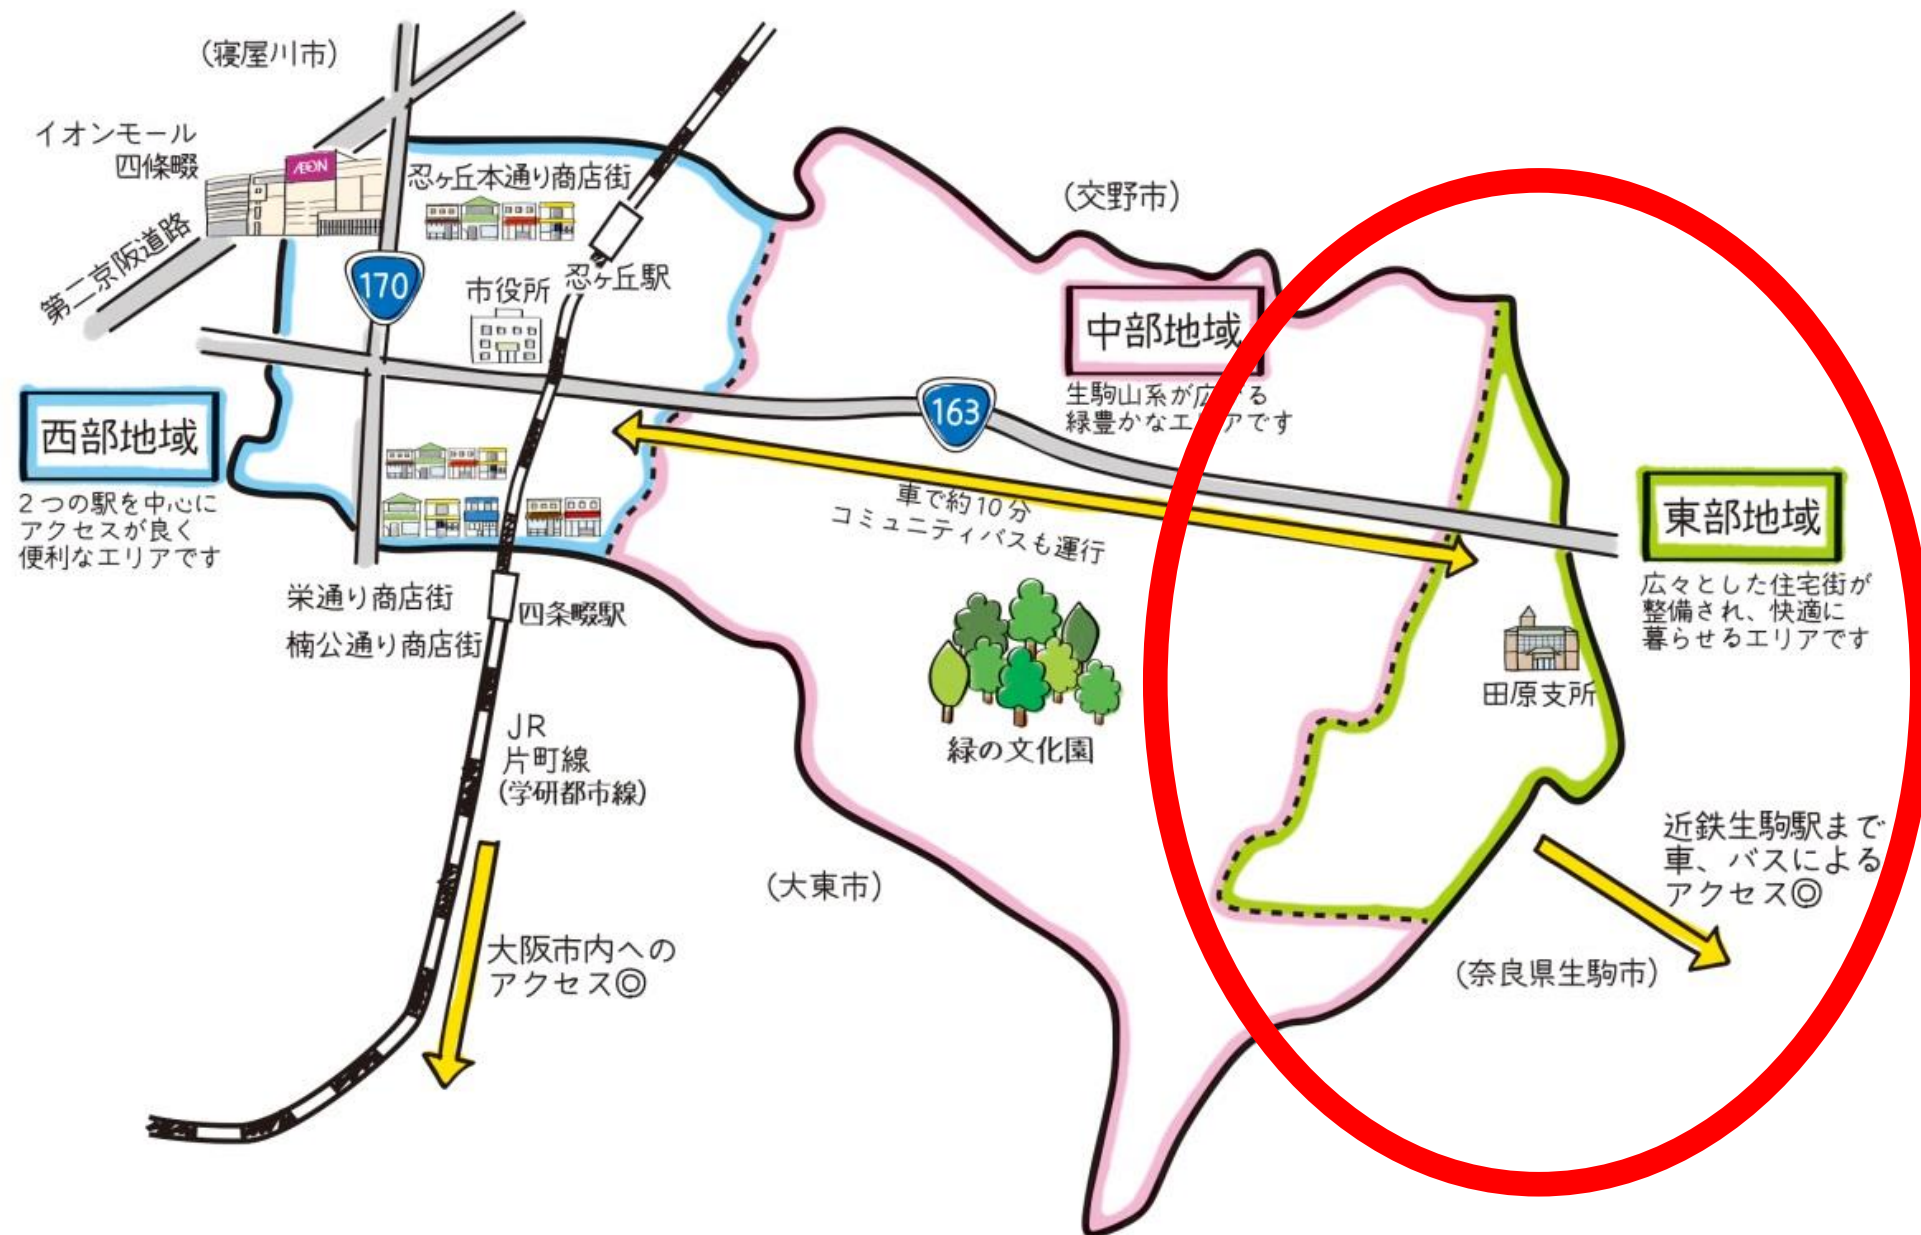 (寝屋川市)
イオンモール
四條畷
AEON
忍ヶ丘本通り商店街
第二京阪道路
170
市役所
忍ヶ丘駅
(交野市)
中部地域
生駒山系が広がる
緑豊かなエリアです
163
西部地域
2つの駅を中心に
アクセスが良く
便利なエリアです
車で約10分
コミュニティバスも運行
東部地域
広々とした住宅街が
整備され、快適に
暮らせるエリアです
栄通り商店街
楠公通り商店街
四条畷駅
田原支所
緑の文化園
JR
片町線
(学研都市線)
(大東市)
近鉄生駒駅まで
車、バスによる
アクセス◎
大阪市内への
アクセス◎
(奈良県生駒市)